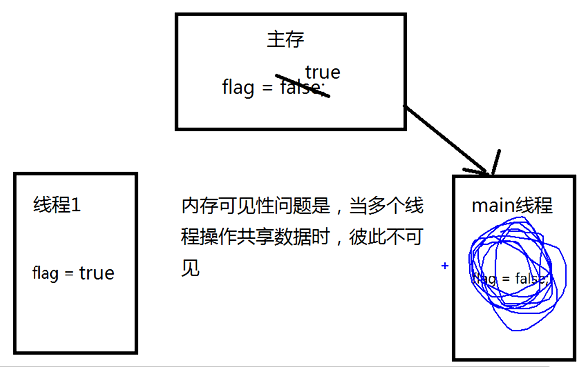 主存
true
flag = false;
线程1
flag = true
内存可见性问题是，当多个线
程操作共享数据时，彼此不可
见
main线程
+
flag = false;